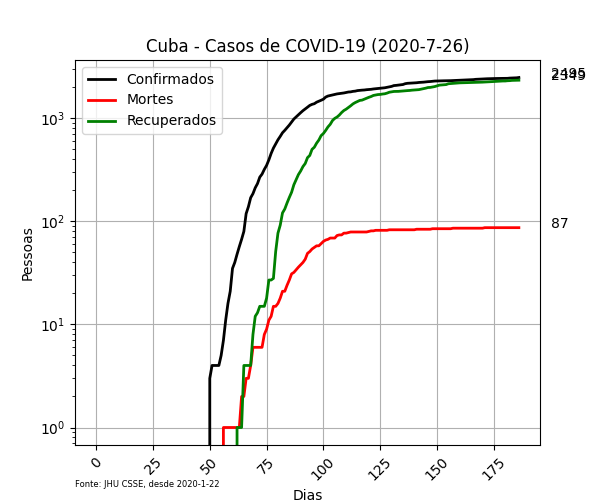 Cuba - Casos de COVID-19 (2020-7-26)
Confirmados
Mortes
Recuperados
Pessoas
10³
10²
10¹
10⁰
87
0
25
50
75
100
125
150
175
Dias
Fonte: JHU CSSE, desde 2020-1-22